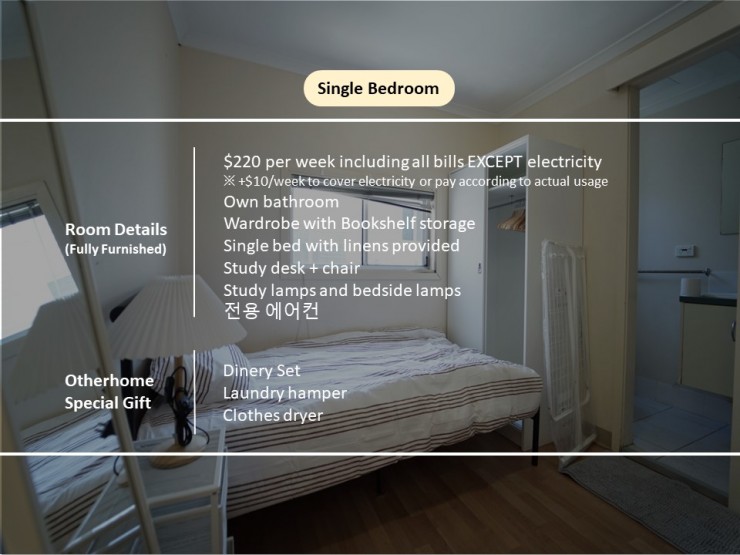 Single Bedroom
$220 per week including all bills EXCEPT electricity
※ +$10/week to cover electricity or pay according to actual usage
Own bathroom
Wardrobe with Bookshelf storage
Room Details
(Fully Furnished)
Single bed with linens provided
Study desk + chair
Study lamps and bedside lamps
전용 에어컨
Otherhome
Special Gift
Dinery Set
Laundry hamper
Clothes dryer